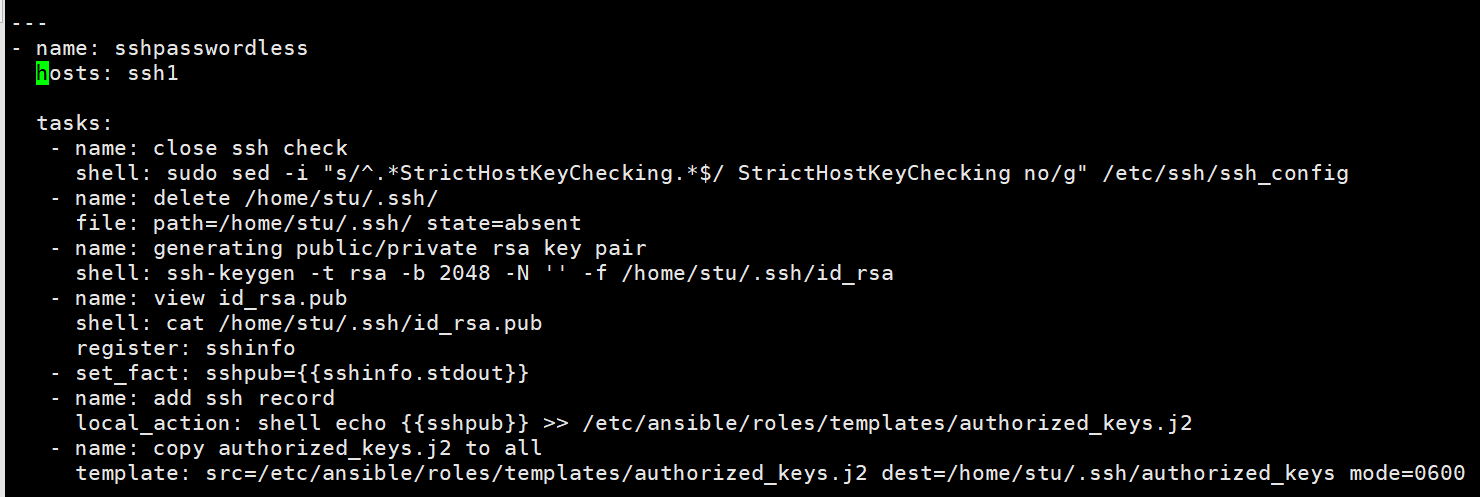 ---
- name: sshpasswordless
  hosts: ssh1

  tasks:
   - name: close ssh check
     shell: sudo sed -i "s/^.*StrictHostKeyChecking.*$/ StrictHostKeyChecking no/g" /etc/ssh/ssh_config
   - name: delete /home/stu/.ssh/
     file: path=/home/stu/.ssh/ state=absent
   - name: generating public/private rsa key pair
     shell: ssh-keygen -t rsa -b 2048 -N '' -f /home/stu/.ssh/id_rsa
   - name: view id_rsa.pub
     shell: cat /home/stu/.ssh/id_rsa.pub
     register: sshinfo
   - set_fact: sshpub={{sshinfo.stdout}}
   - name: add ssh record
     local_action: shell echo {{sshpub}} >> /etc/ansible/roles/templates/authorized_keys.j2
   - name: copy authorized_keys.j2 to all
     template: src=/etc/ansible/roles/templates/authorized_keys.j2 dest=/home/stu/.ssh/authorized_keys mode=0600